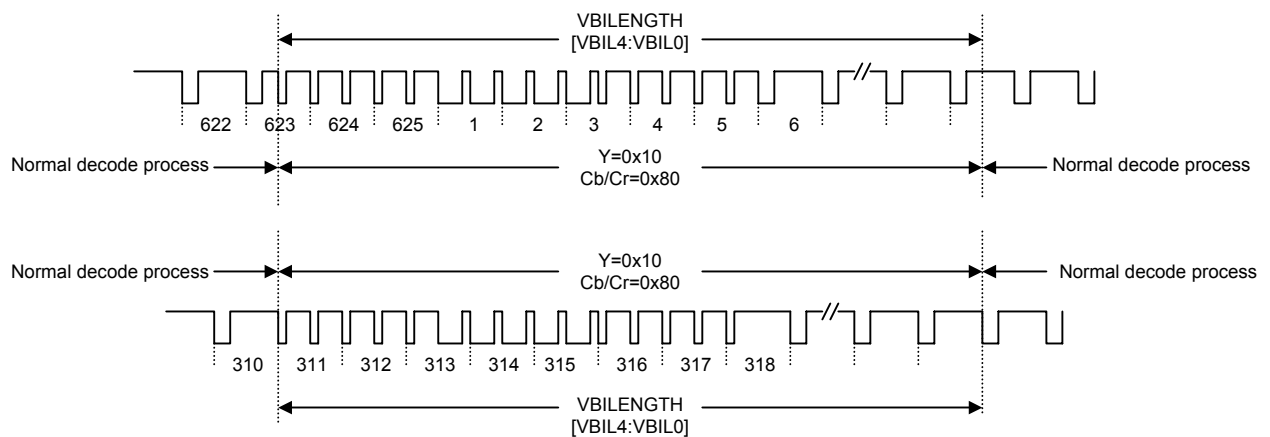 VBILENGTH
[VBIL4:VBIL0]
622 623 624 625 1 2 3 4 5 6
Normal decode process
Y=0x10
Cb/Cr=0x80
Normal decode process
Normal decode process
Y=0x10
Cb/Cr=0x80
Normal decode process
310 311 312 313 314 315 316 317 318
VBILENGTH
[VBIL4:VBIL0]